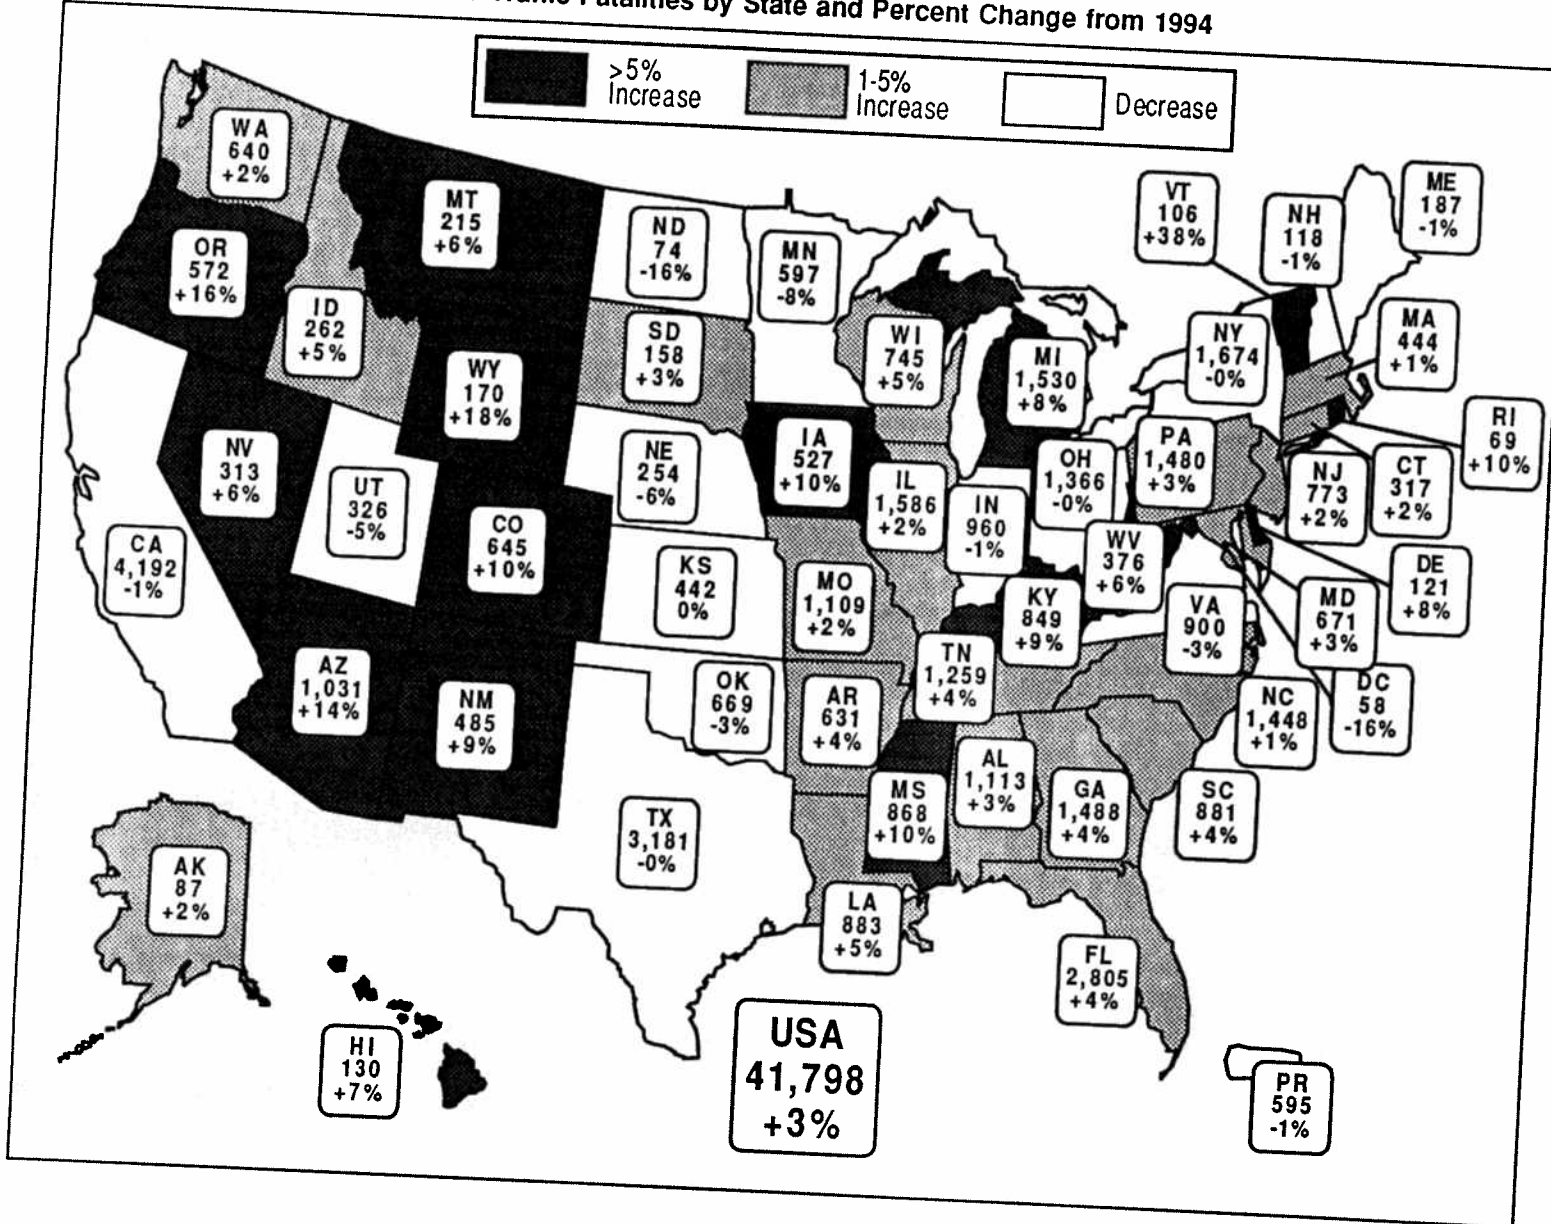 Fatalities by State and Percent Change from 1994
>5%
Increase
1-5%
Increase
Decrease
WA
640
+2%
MT
215
+6%
ND
74
-16%
MN
597
-8%
VT
106
+38%
NH
118
-1%
ME
187
-1%
OR
572
+16%
ID
262
+5%
SD
158
+3%
WI
745
+5%
MI
1,530
+8%
NY
1,674
-0%
MA
444
+1%
WY
170
+18%
RI
69
+10%
NV
313
+6%
UT
326
-5%
NE
254
-6%
IA
527
+10%
IL
1,586
+2%
IN
960
-1%
OH
1,366
-0%
PA
1,480
+3%
NJ
773
+2%
CT
317
+2%
CA
4,192
-1%
CO
645
+10%
KS
442
0%
MO
1,109
+2%
KY
849
+9%
WV
376
+6%
VA
900
-3%
MD
671
+3%
DE
121
+8%
AZ
1,031
+14%
NM
485
+9%
OK
669
-3%
AR
631
+4%
TN
1,259
+4%
NC
1,448
+1%
DC
58
-16%
TX
3,181
-0%
MS
868
+10%
AL
1,113
+3%
GA
1,488
+4%
SC
881
+4%
AK
87
+2%
LA
883
+5%
FL
2,805
+4%
HI
130
+7%
USA
41,798
+3%
PR
595
-1%